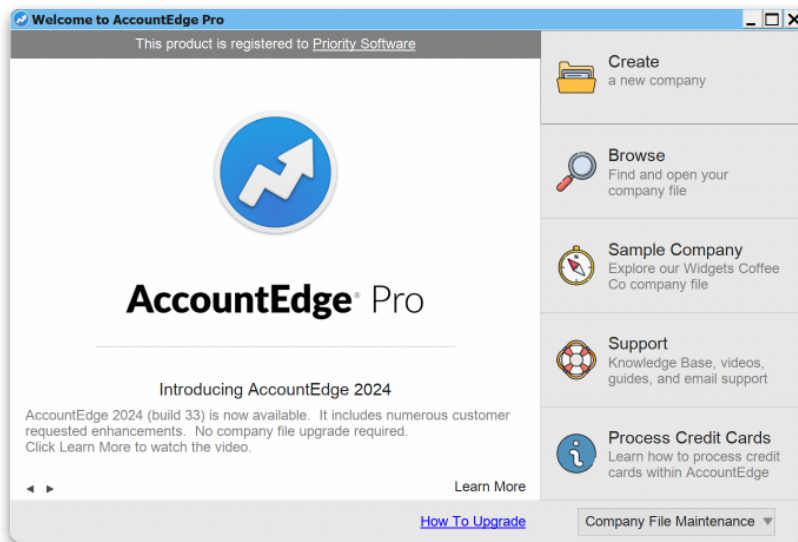 Welcome to AccountEdge Pro
This product is registered to Priority Software
AccountEdge® Pro
Introducing AccountEdge 2024
AccountEdge 2024 (build 33) is now available. It includes numerous customer
requested enhancements. No company file upgrade required.
Click Learn More to watch the video.
Learn More
Create
a new company
Browse
Find and open your
company file
Sample Company
Explore our Widgets Coffee
Co company file
Support
Knowledge Base, videos,
guides, and email support
Process Credit Cards
Learn how to process credit
cards within AccountEdge
How To Upgrade
Company File Maintenance